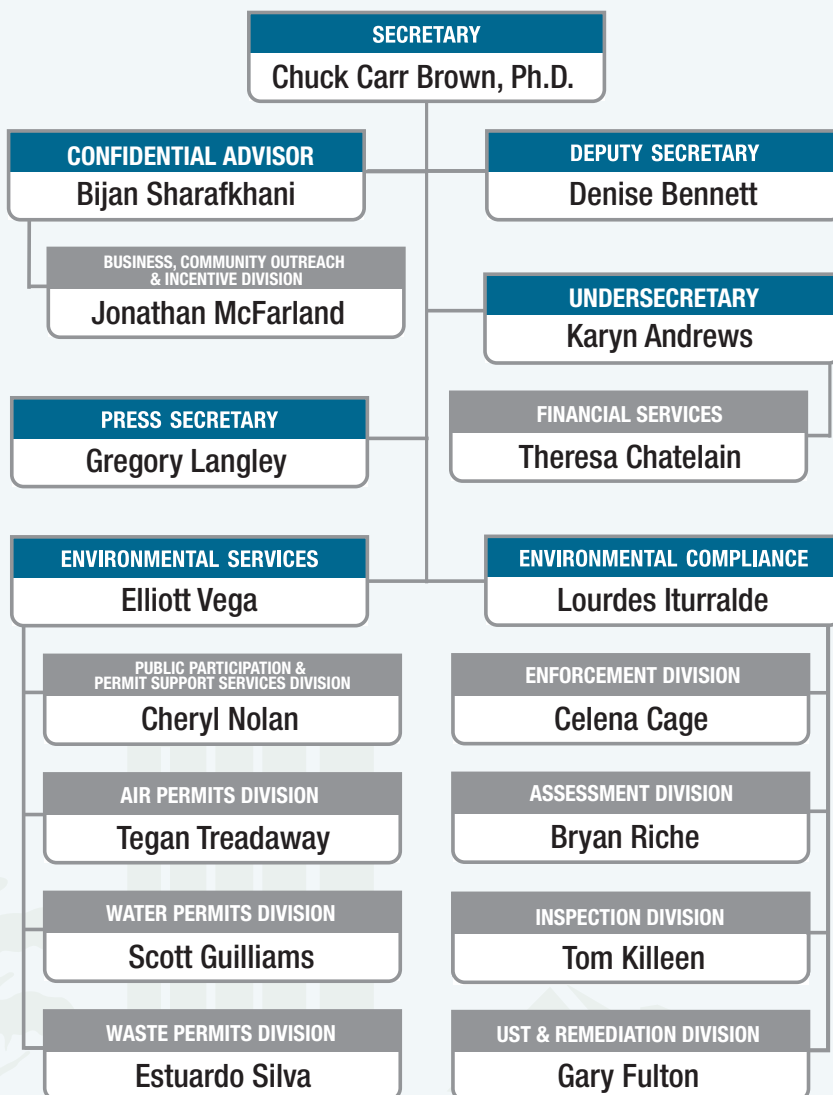 SECRETARY
Chuck Carr Brown, Ph.D.
CONFIDENTIAL ADVISOR
Bijan Sharafkhani
DEPUTY SECRETARY
Denise Bennett
BUSINESS, COMMUNITY OUTREACH
& INCENTIVE DIVISION
Jonathan McFarland
UNDERSECRETARY
Karyn Andrews
PRESS SECRETARY
Gregory Langley
FINANCIAL SERVICES
Theresa Chatelain
ENVIRONMENTAL SERVICES
Elliott Vega
ENVIRONMENTAL COMPLIANCE
Lourdes Iturralde
PUBLIC PARTICIPATION &
PERMIT SUPPORT SERVICES DIVISION
Cheryl Nolan
ENFORCEMENT DIVISION
Celena Cage
AIR PERMITS DIVISION
Tegan Treadaway
ASSESSMENT DIVISION
Bryan Riche
WATER PERMITS DIVISION
Scott Guilliams
INSPECTION DIVISION
Tom Killeen
WASTE PERMITS DIVISION
Estuardo Silva
UST & REMEDIATION DIVISION
Gary Fulton